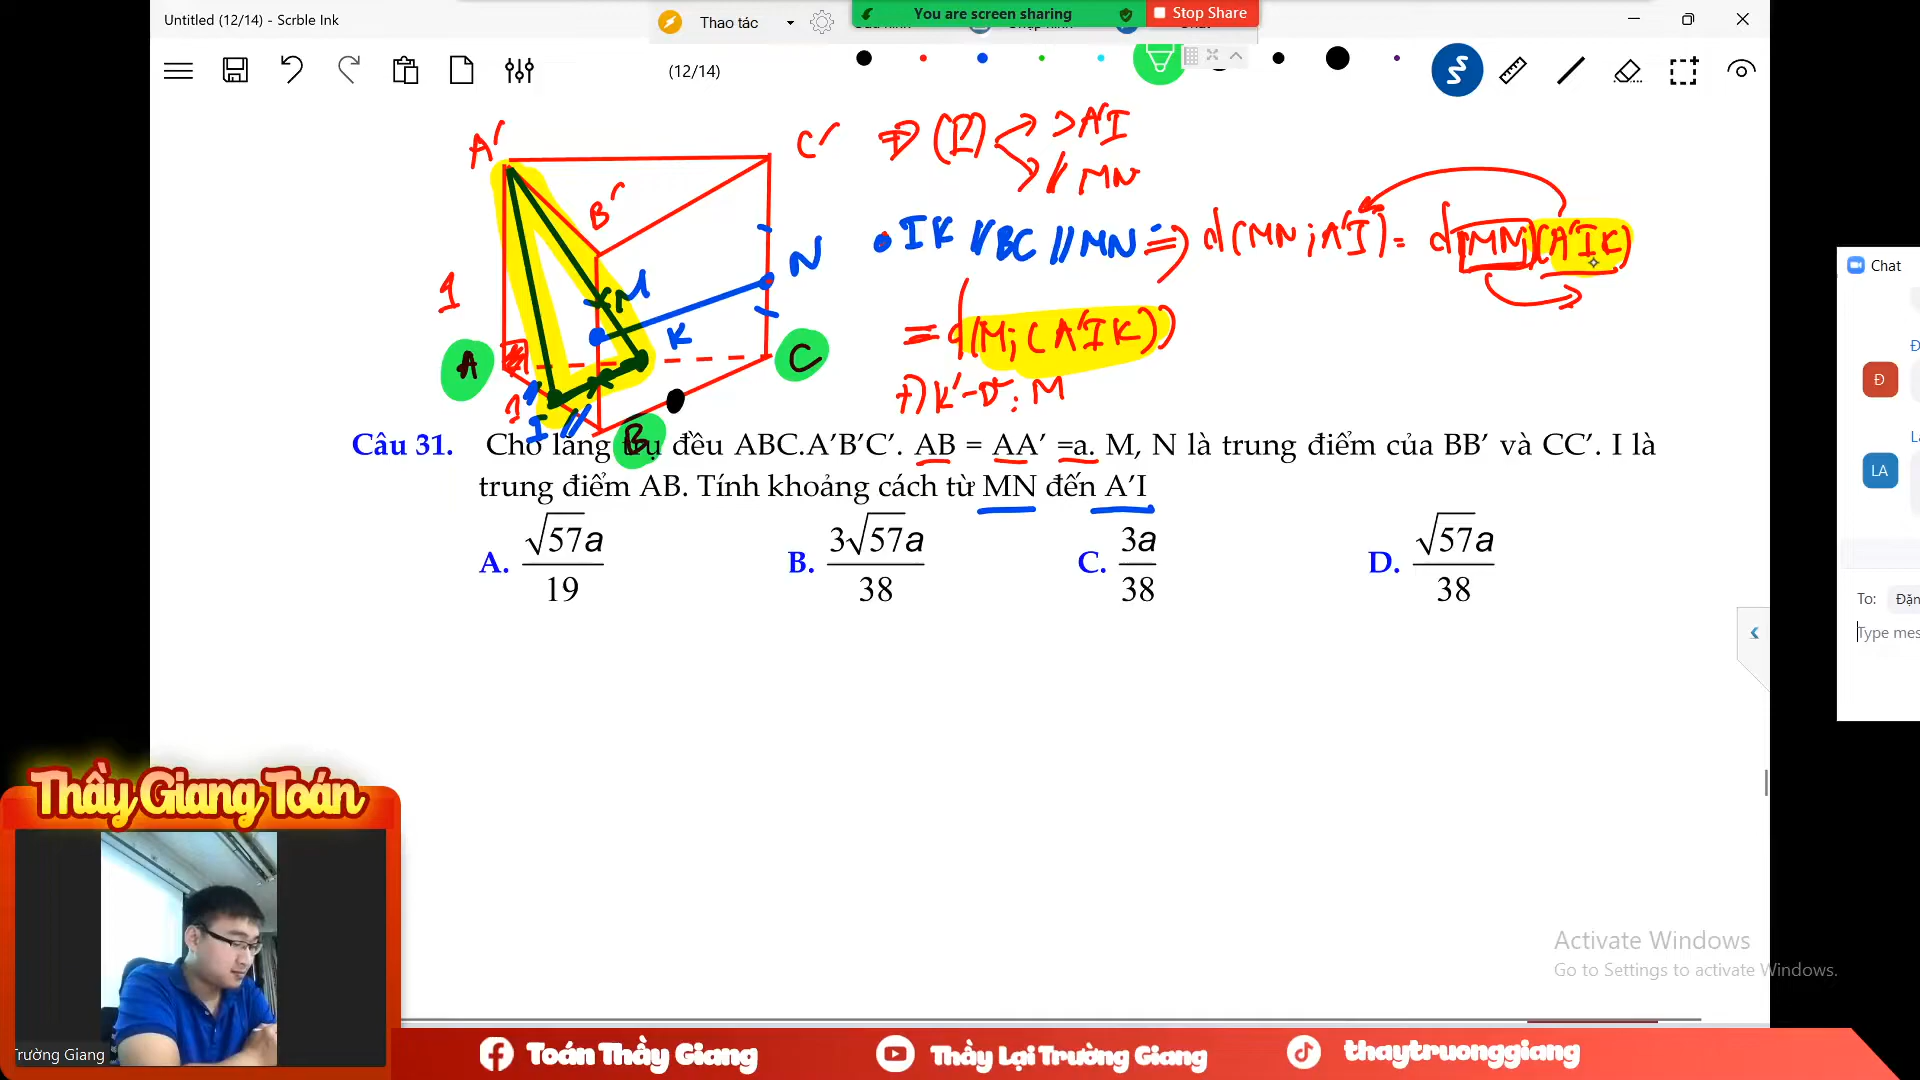 Untitled (12/14) - Scrble Ink
Thao tác
You are screen sharing
Stop Share
(12/14)
A'
C'
B'
M
N
K
1
A
C
1
I
B
⇒ (P)
⊃ A'I
// MN
• IK // BC // MN ⇒ d(MN; A'I) = d(MN; (A'IK))
= d(M; (A'IK))
+) K'-D': M
Câu 31. Cho lăng trụ đều ABC.A'B'C'. AB = AA' =a. M, N là trung điểm của BB' và CC'. I là
trung điểm AB. Tính khoảng cách từ MN đến A'I
A. √57a/19 B. 3√57a/38 C. 3a/38 D. √57a/38
Chat
Đ
LA
To: Đặn
Type mes
Activate Windows
Go to Settings to activate Windows.
Thầy Giang Toán
Trường Giang
Toán Thầy Giang
Thầy Lại Trường Giang
thaytruonggiang